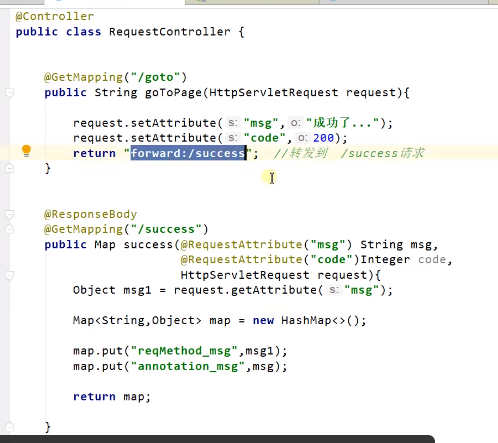 @Controller
public class RequestController {
@GetMapping("/goto")
public String goToPage(HttpServletRequest request){
request.setAttribute( s: "msg", o: "成功了...");
request.setAttribute( s: "code", o: 200);
return "forward:/success"; //转发到 /success请求
}
@ResponseBody
@GetMapping("/success")
public Map success(@RequestAttribute("msg") String msg,
@RequestAttribute("code")Integer code,
HttpServletRequest request){
Object msg1 = request.getAttribute( s: "msg");
Map<String,Object> map = new HashMap<>();
map.put("reqMethod_msg",msg1);
map.put("annotation_msg",msg);
return map;
}